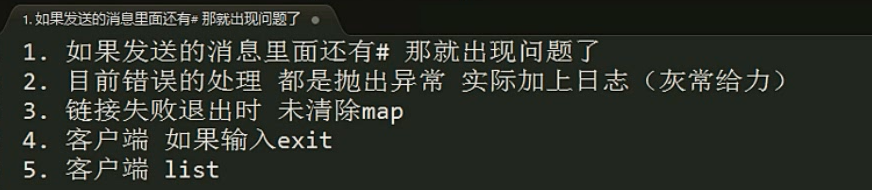 1. 如果发送的消息里面还有# 那就出现问题了
1. 如果发送的消息里面还有# 那就出现问题了
2. 目前错误的处理 都是抛出异常 实际加上日志（灰常给力）
3. 链接失败退出时 未清除map
4. 客户端 如果输入exit
5. 客户端 list